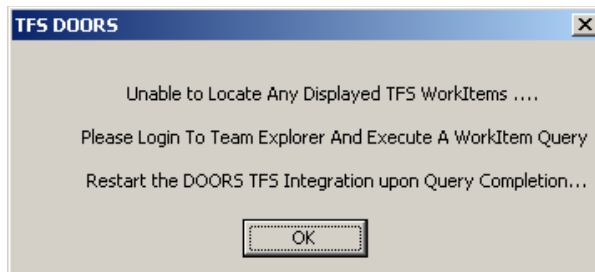 TFS DOORS
Unable to Locate Any Displayed TFS WorkItems ....
Please Login To Team Explorer And Execute A WorkItem Query
Restart the DOORS TFS Integration upon Query Completion...
OK